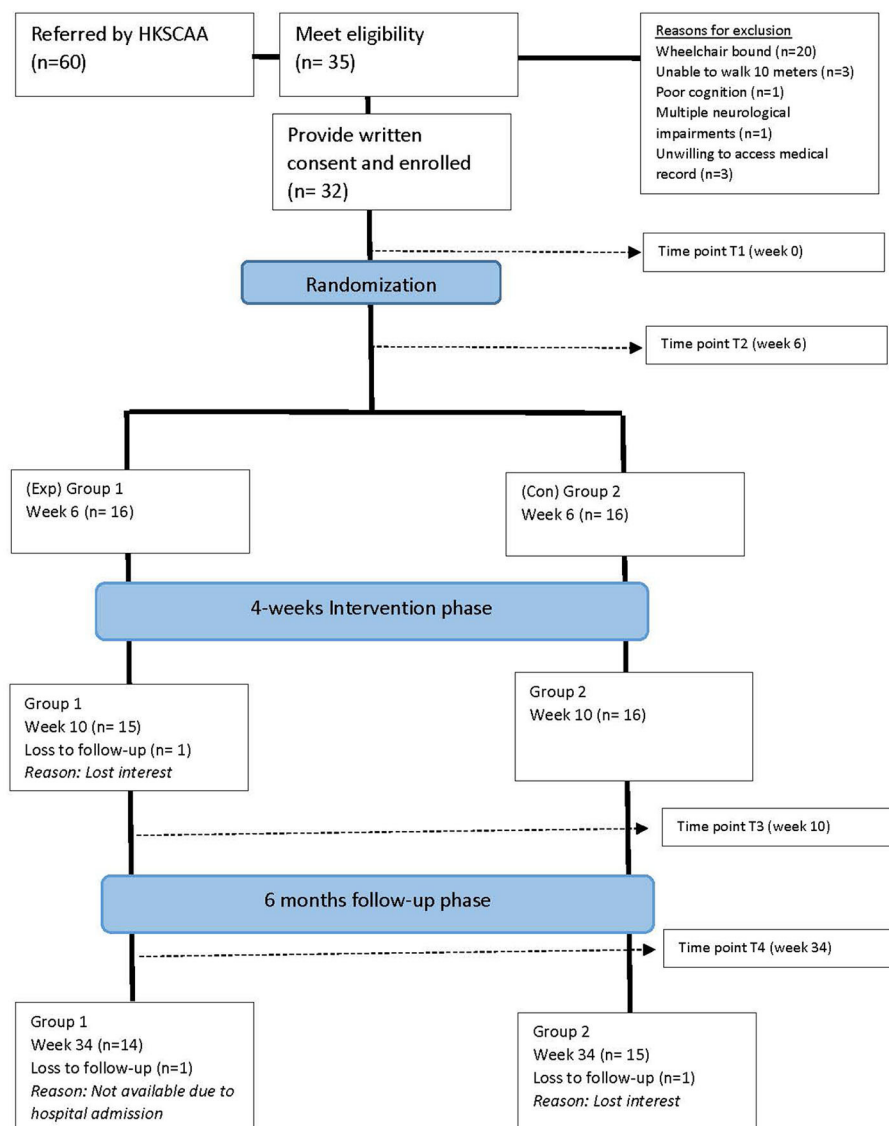 Referred by HKSCAA
(n=60)
Meet eligibility
(n= 35)
Reasons for exclusion
Wheelchair bound (n=20)
Unable to walk 10 meters (n=3)
Poor cognition (n=1)
Multiple neurological
impairments (n=1)
Unwilling to access medical
record (n=3)
Provide written
consent and enrolled
(n= 32)
Time point T1 (week 0)
Randomization
Time point T2 (week 6)
(Exp) Group 1
Week 6 (n= 16)
(Con) Group 2
Week 6 (n= 16)
4-weeks Intervention phase
Group 1
Week 10 (n= 15)
Loss to follow-up (n= 1)
Reason: Lost interest
Group 2
Week 10 (n= 16)
Time point T3 (week 10)
6 months follow-up phase
Time point T4 (week 34)
Group 1
Week 34 (n=14)
Loss to follow-up (n=1)
Reason: Not available due to
hospital admission
Group 2
Week 34 (n= 15)
Loss to follow-up (n=1)
Reason: Lost interest